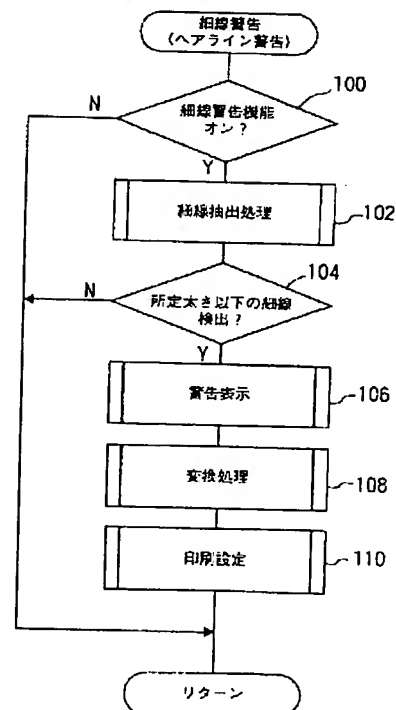 細線警告
(ヘアライン警告)
100
N
細線警告機能
オン?
Y
細線抽出処理
102
104
N
所定太さ以下の細線
検出?
Y
警告表示
106
変換処理
108
印刷設定
110
リターン